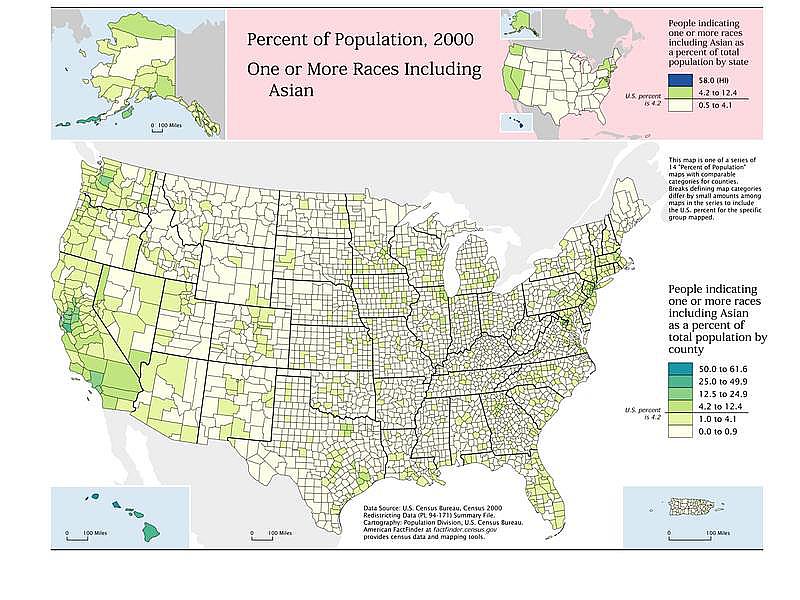 Percent of Population, 2000
One or More Races Including
Asian
People indicating
one or more races
including Asian as
a percent of total
population by state
58.0 (HI)
4.2 to 12.4
0.5 to 4.1
U.S. percent
is 4.2
0 100 Miles
This map is one of a series of
14 "Percent of Population"
maps with comparable
categories for counties.
Breaks defining map categories
differ by small amounts among
maps in the series to include
the U.S. percent for the specific
group mapped.
People indicating
one or more races
including Asian
as a percent of
total population by
county
50.0 to 61.6
25.0 to 49.9
12.5 to 24.9
4.2 to 12.4
1.0 to 4.1
0.0 to 0.9
U.S. percent
is 4.2
Data Source: U.S. Census Bureau, Census 2000
Redistricting Data (PL 94-171) Summary File.
Cartography: Population Division, U.S. Census Bureau.
American FactFinder at factfinder.census.gov
provides census data and mapping tools.
0 100 Miles
0 100 Miles
0 100 Miles